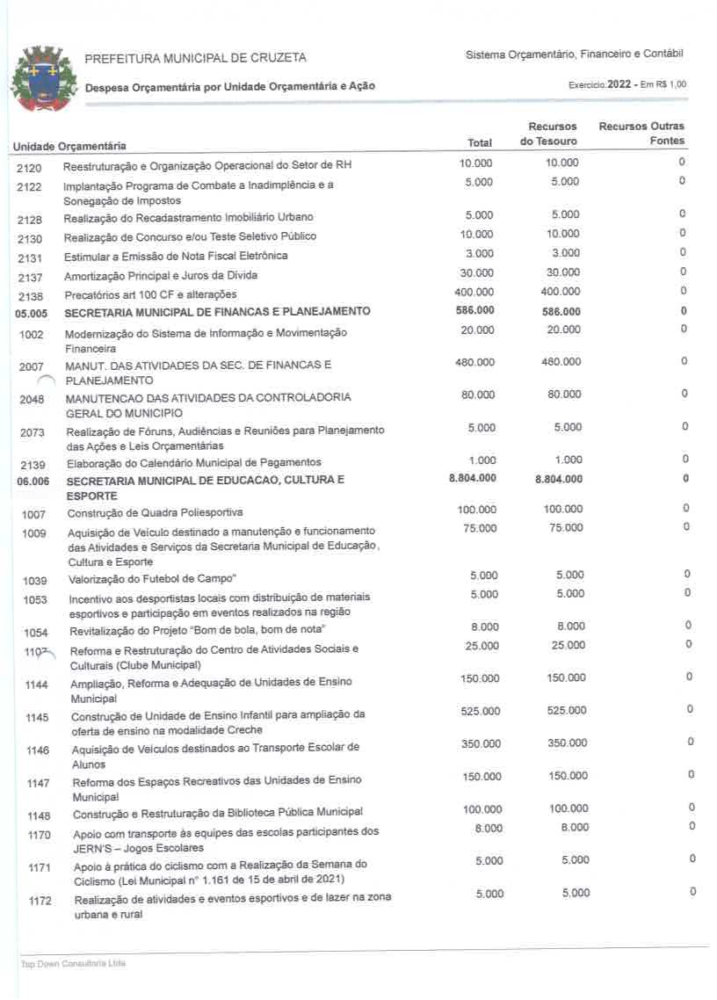 PREFEITURA MUNICIPAL DE CRUZETA
Sistema Orçamentário, Financeiro e Contábil
Despesa Orçamentária por Unidade Orçamentária e Ação
Exercício:2022 - Em R$ 1,00
Unidade Orçamentária Total Recursos do Tesouro Recursos Outras Fontes
2120 Reestruturação e Organização Operacional do Setor de RH 10.000 10.000 0
2122 Implantação Programa de Combate a Inadimplência e a 5.000 5.000 0
Sonegação de Impostos
2128 Realização do Recadastramento Imobiliário Urbano 5.000 5.000 0
2130 Realização de Concurso e/ou Teste Seletivo Público 10.000 10.000 0
2131 Estimular a Emissão de Nota Fiscal Eletrônica 3.000 3.000 0
2137 Amortização Principal e Juros da Dívida 30.000 30.000 0
2138 Precatórios art 100 CF e alterações 400.000 400.000 0
05.005 SECRETARIA MUNICIPAL DE FINANCAS E PLANEJAMENTO 586.000 586.000 0
1002 Modernização do Sistema de Informação e Movimentação 20.000 20.000 0
Financeira
2007 MANUT. DAS ATIVIDADES DA SEC. DE FINANCAS E 480.000 480.000 0
PLANEJAMENTO
2048 MANUTENCAO DAS ATIVIDADES DA CONTROLADORIA 80.000 80.000 0
GERAL DO MUNICIPIO
2073 Realização de Fóruns, Audiências e Reuniões para Planejamento 5.000 5.000 0
das Ações e Leis Orçamentárias
2139 Elaboração do Calendário Municipal de Pagamentos 1.000 1.000 0
06.006 SECRETARIA MUNICIPAL DE EDUCACAO, CULTURA E 8.804.000 8.804.000 0
ESPORTE
1007 Construção de Quadra Poliesportiva 100.000 100.000 0
1009 Aquisição de Veículo destinado a manutenção e funcionamento 75.000 75.000 0
das Atividades e Serviços da Secretaria Municipal de Educação,
Cultura e Esporte
1039 Valorização do Futebol de Campo" 5.000 5.000 0
1053 Incentivo aos desportistas locais com distribuição de materiais 5.000 5.000 0
esportivos e participação em eventos realizados na região
1054 Revitalização do Projeto "Bom de bola, bom de nota" 8.000 8.000 0
1107 Reforma e Restruturação do Centro de Atividades Sociais e 25.000 25.000 0
Culturais (Clube Municipal)
1144 Ampliação, Reforma e Adequação de Unidades de Ensino 150.000 150.000 0
Municipal
1145 Construção de Unidade de Ensino Infantil para ampliação da 525.000 525.000 0
oferta de ensino na modalidade Creche
1146 Aquisição de Veículos destinados ao Transporte Escolar de 350.000 350.000 0
Alunos
1147 Reforma dos Espaços Recreativos das Unidades de Ensino 150.000 150.000 0
Municipal
1148 Construção e Restruturação da Biblioteca Pública Municipal 100.000 100.000 0
1170 Apoio com transporte às equipes das escolas participantes dos 8.000 8.000 0
JERN'S – Jogos Escolares
1171 Apoio à prática do ciclismo com a Realização da Semana do 5.000 5.000 0
Ciclismo (Lei Municipal n° 1.161 de 15 de abril de 2021)
1172 Realização de atividades e eventos esportivos e de lazer na zona 5.000 5.000 0
urbana e rural
Top Down Consultoria Ltda